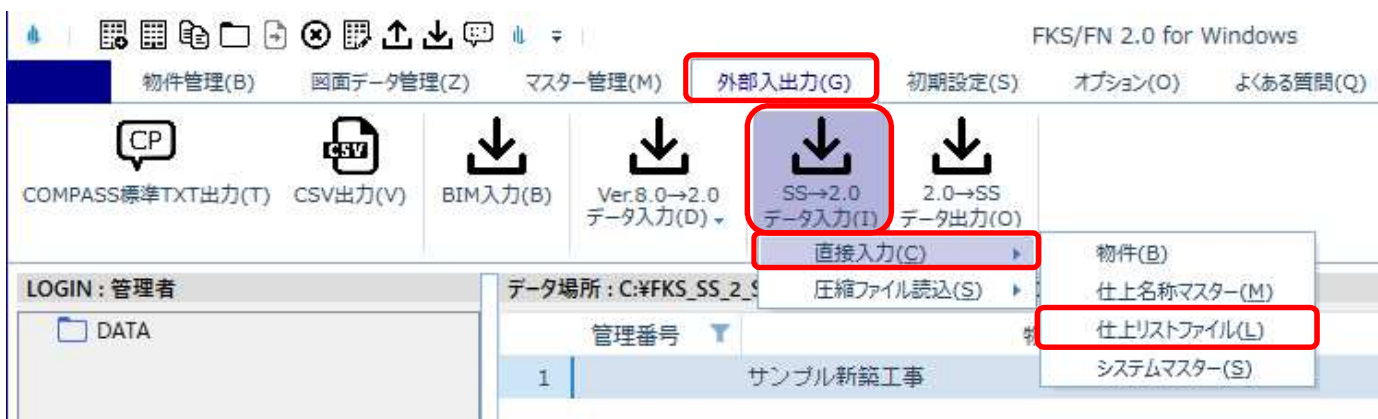 FKS/FN 2.0 for Windows
物件管理(B) 図面データ管理(Z) マスター管理(M) 外部入出力(G) 初期設定(S) オプション(O) よくある質問(Q)
CP CSV
COMPASS標準TXT出力(T) CSV出力(V) BIM入力(B) Ver.8.0→2.0 SS→2.0 2.0→SS
データ入力(D) データ入力(I) データ出力(O)
直接入力(C) 物件(B)
LOGIN : 管理者 データ場所 : C:¥FKS_SS_2_ 圧縮ファイル読込(S) 仕上名称マスター(M)
DATA 管理番号 仕上リストファイル(L)
1 サンプル新築工事 システムマスター(S)